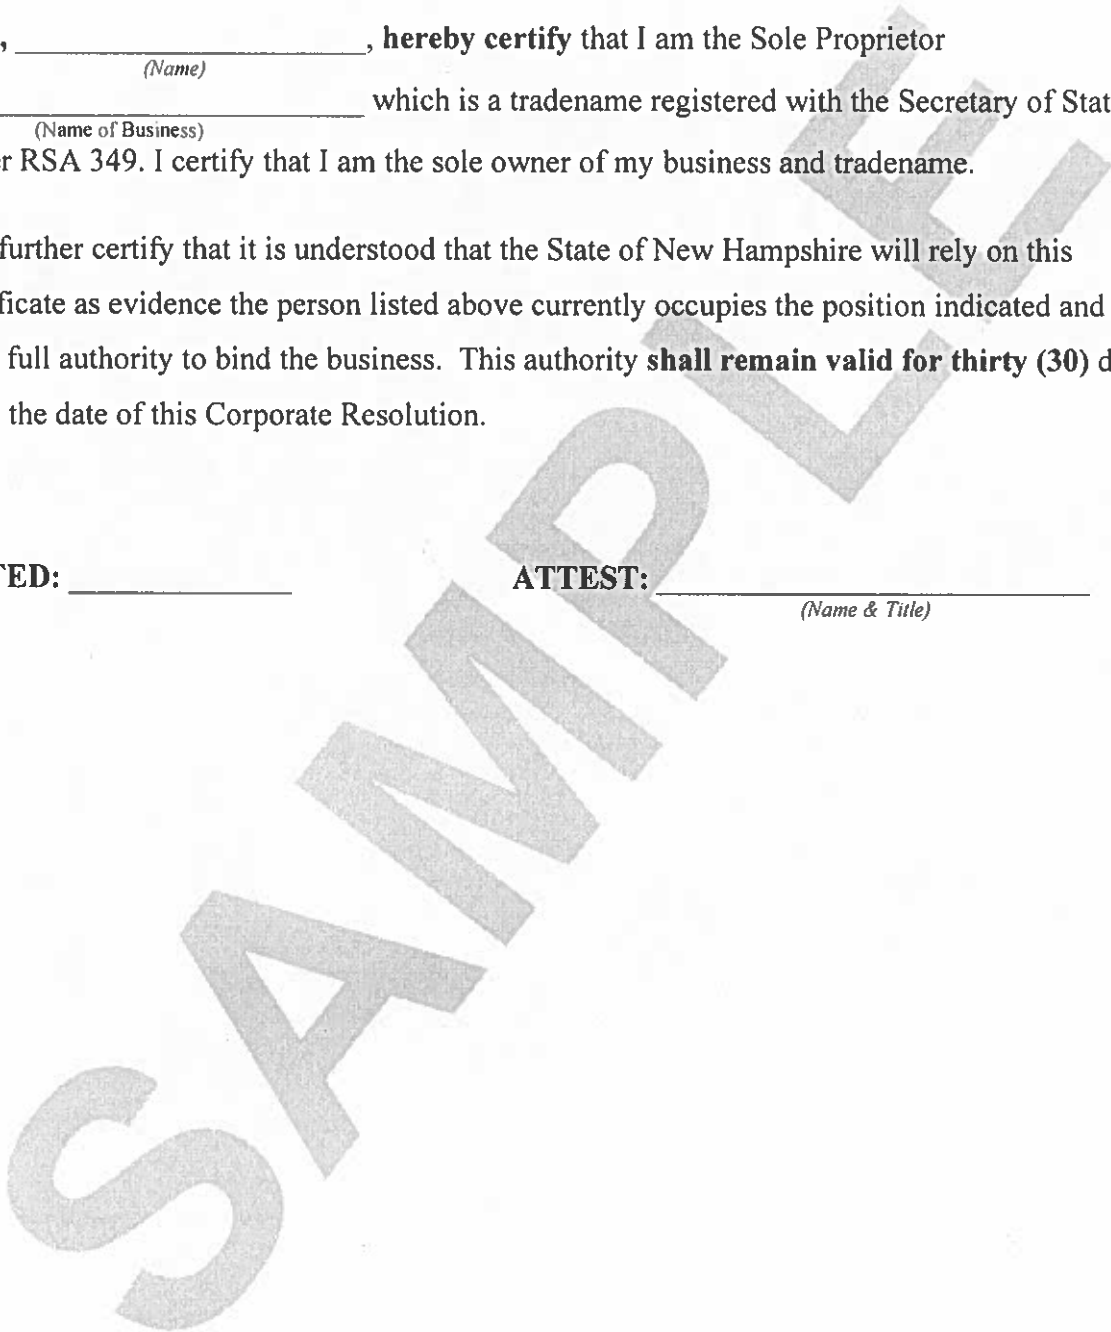 , ____________________, hereby certify that I am the Sole Proprietor
(Name)
____________________ which is a tradename registered with the Secretary of Stat
(Name of Business)
r RSA 349. I certify that I am the sole owner of my business and tradename.
further certify that it is understood that the State of New Hampshire will rely on this
ficate as evidence the person listed above currently occupies the position indicated and
full authority to bind the business. This authority shall remain valid for thirty (30) d
the date of this Corporate Resolution.
TED: ____________ ATTEST: ____________________
(Name & Title)
SAMPLE